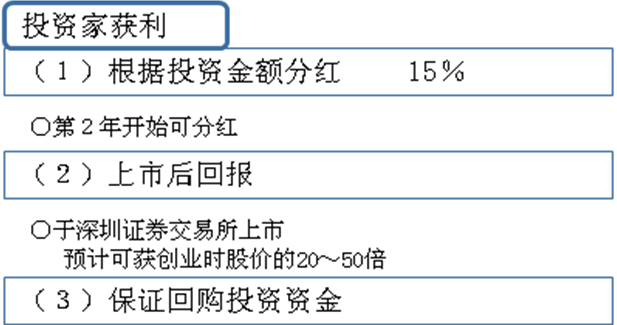 投资家获利
（１）根据投资金额分红　　15％
○第２年开始可分红
（２）上市后回报
○于深圳证券交易所上市
预计可获创业时股价的20～50倍
（３）保证回购投资资金